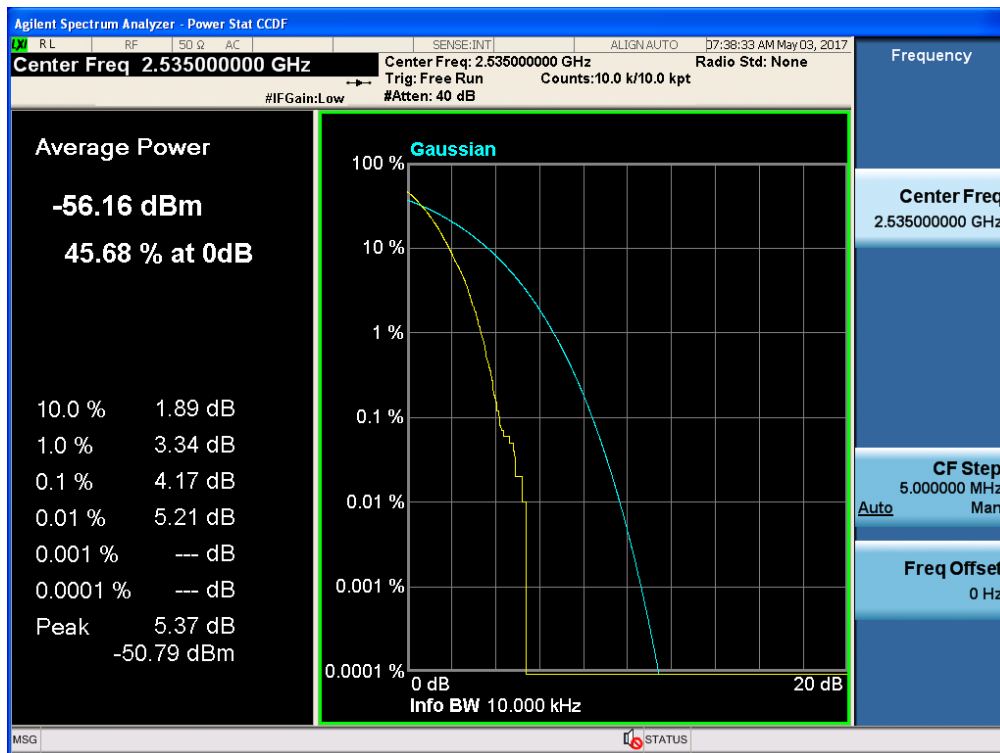 Agilent Spectrum Analyzer - Power Stat CCDF
LXI RL RF 50 Ω AC SENSE:INT ALIGN AUTO 07:38:33 AM May 03, 2017
Center Freq 2.535000000 GHz
Center Freq: 2.535000000 GHz Radio Std: None
Trig: Free Run Counts:10.0 k/10.0 kpt
#IFGain:Low #Atten: 40 dB
Average Power
-56.16 dBm
45.68 % at 0dB
10.0 % 1.89 dB
1.0 % 3.34 dB
0.1 % 4.17 dB
0.01 % 5.21 dB
0.001 % --- dB
0.0001 % --- dB
Peak 5.37 dB
-50.79 dBm
Gaussian
100 %
10 %
1 %
0.1 %
0.01 %
0.001 %
0.0001 %
0 dB 20 dB
Info BW 10.000 kHz
Frequency
Center Freq
2.535000000 GHz
CF Step
5.000000 MHz
Auto Man
Freq Offset
0 Hz
MSG STATUS